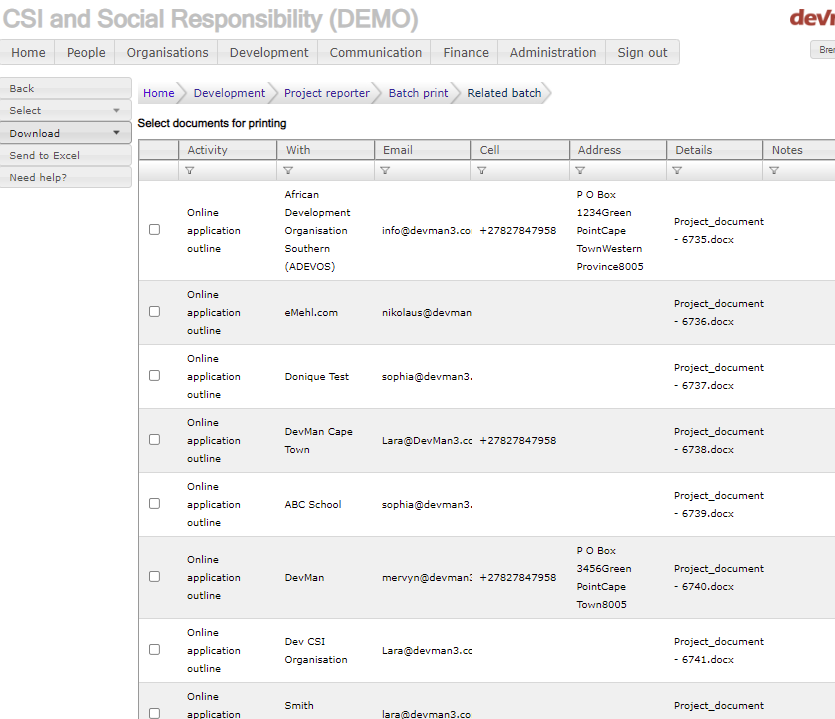 CSI and Social Responsibility (DEMO)
Home People Organisations Development Communication Finance Administration Sign out
Back
Select
Download
Send to Excel
Need help?
Home Development Project reporter Batch print Related batch
Select documents for printing
Activity With Email Cell Address Details Notes
Online application outline
African Development Organisation Southern (ADEVOS)
info@devman3.co
+27827847958
P O Box
1234Green
PointCape
TownWestern
Province8005
Project_document
- 6735.docx
Online
application
outline
eMehl.com
nikolaus@devman
Project_document
- 6736.docx
Online
application
outline
Donique Test
sophia@devman3.
Project_document
- 6737.docx
Online
application
outline
DevMan Cape
Town
Lara@DevMan3.cc
+27827847958
Project_document
- 6738.docx
Online
application
outline
ABC School
sophia@devman3.
Project_document
- 6739.docx
Online
application
outline
DevMan
mervyn@devman
+27827847958
P O Box
3456Green
PointCape
Town8005
Project_document
- 6740.docx
Online
application
outline
Dev CSI
Organisation
Lara@devman3.cc
Project_document
- 6741.docx
Online
application
Smith
lara@devman3.co
Project_document